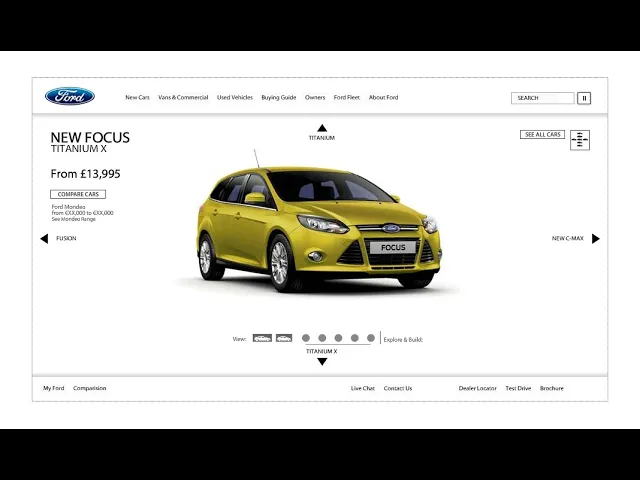 Ford
New Cars Vans & Commercial Used Vehicles Buying Guide Owners Ford Fleet About Ford
SEARCH
NEW FOCUS
TITANIUM X
TITANIUM
SEE ALL CARS
From £13,995
COMPARE CARS
Ford Mondeo
from €XX,000 to €XX,000
See Mondeo Range
FUSION
NEW C-MAX
Ford
FOCUS
View:
Explore & Build:
TITANIUM X
My Ford Comparision Live Chat Contact Us Dealer Locator Test Drive Brochure